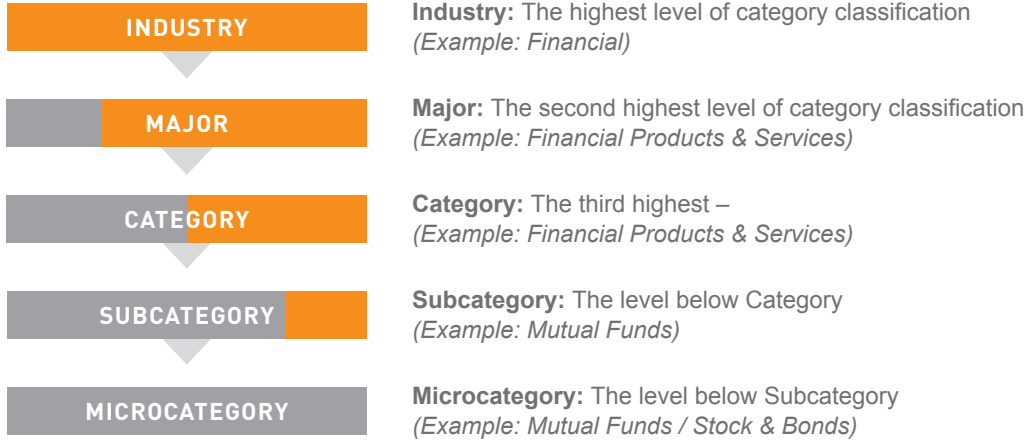 INDUSTRY
Industry: The highest level of category classification
(Example: Financial)
MAJOR
Major: The second highest level of category classification
(Example: Financial Products & Services)
CATEGORY
Category: The third highest –
(Example: Financial Products & Services)
SUBCATEGORY
Subcategory: The level below Category
(Example: Mutual Funds)
MICROCATEGORY
Microcategory: The level below Subcategory
(Example: Mutual Funds / Stock & Bonds)